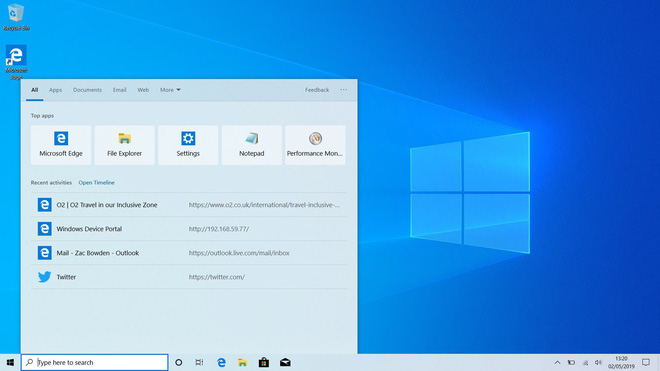 Recycle Bin
Microsoft Edge
All Apps Documents Email Web More Feedback ...
Top apps
Microsoft Edge File Explorer Settings Notepad Performance Mon...
Recent activities Open Timeline
O2 | O2 Travel in our Inclusive Zone https://www.o2.co.uk/international/travel-inclusive-...
Windows Device Portal http://192.168.59.77/
Mail - Zac Bowden - Outlook https://outlook.live.com/mail/inbox
Twitter https://twitter.com/
Type here to search
13:20
02/05/2019